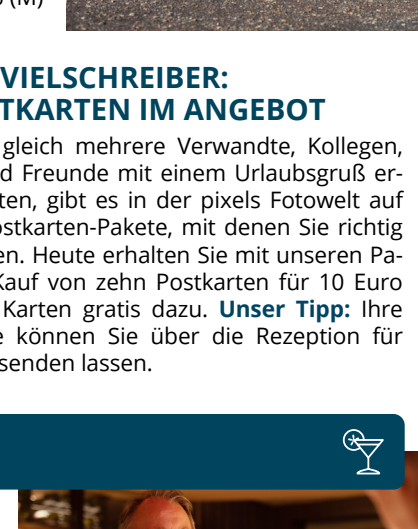 (M)
VIELSCHREIBER:
TKARTEN IM ANGEBOT
gleich mehrere Verwandte, Kollegen,
d Freunde mit einem Urlaubsgruß er-
ten, gibt es in der pixels Fotowelt auf
ostkarten-Pakete, mit denen Sie richtig
en. Heute erhalten Sie mit unseren Pa-
Kauf von zehn Postkarten für 10 Euro
Karten gratis dazu. Unser Tipp: Ihre
e können Sie über die Rezeption für
senden lassen.